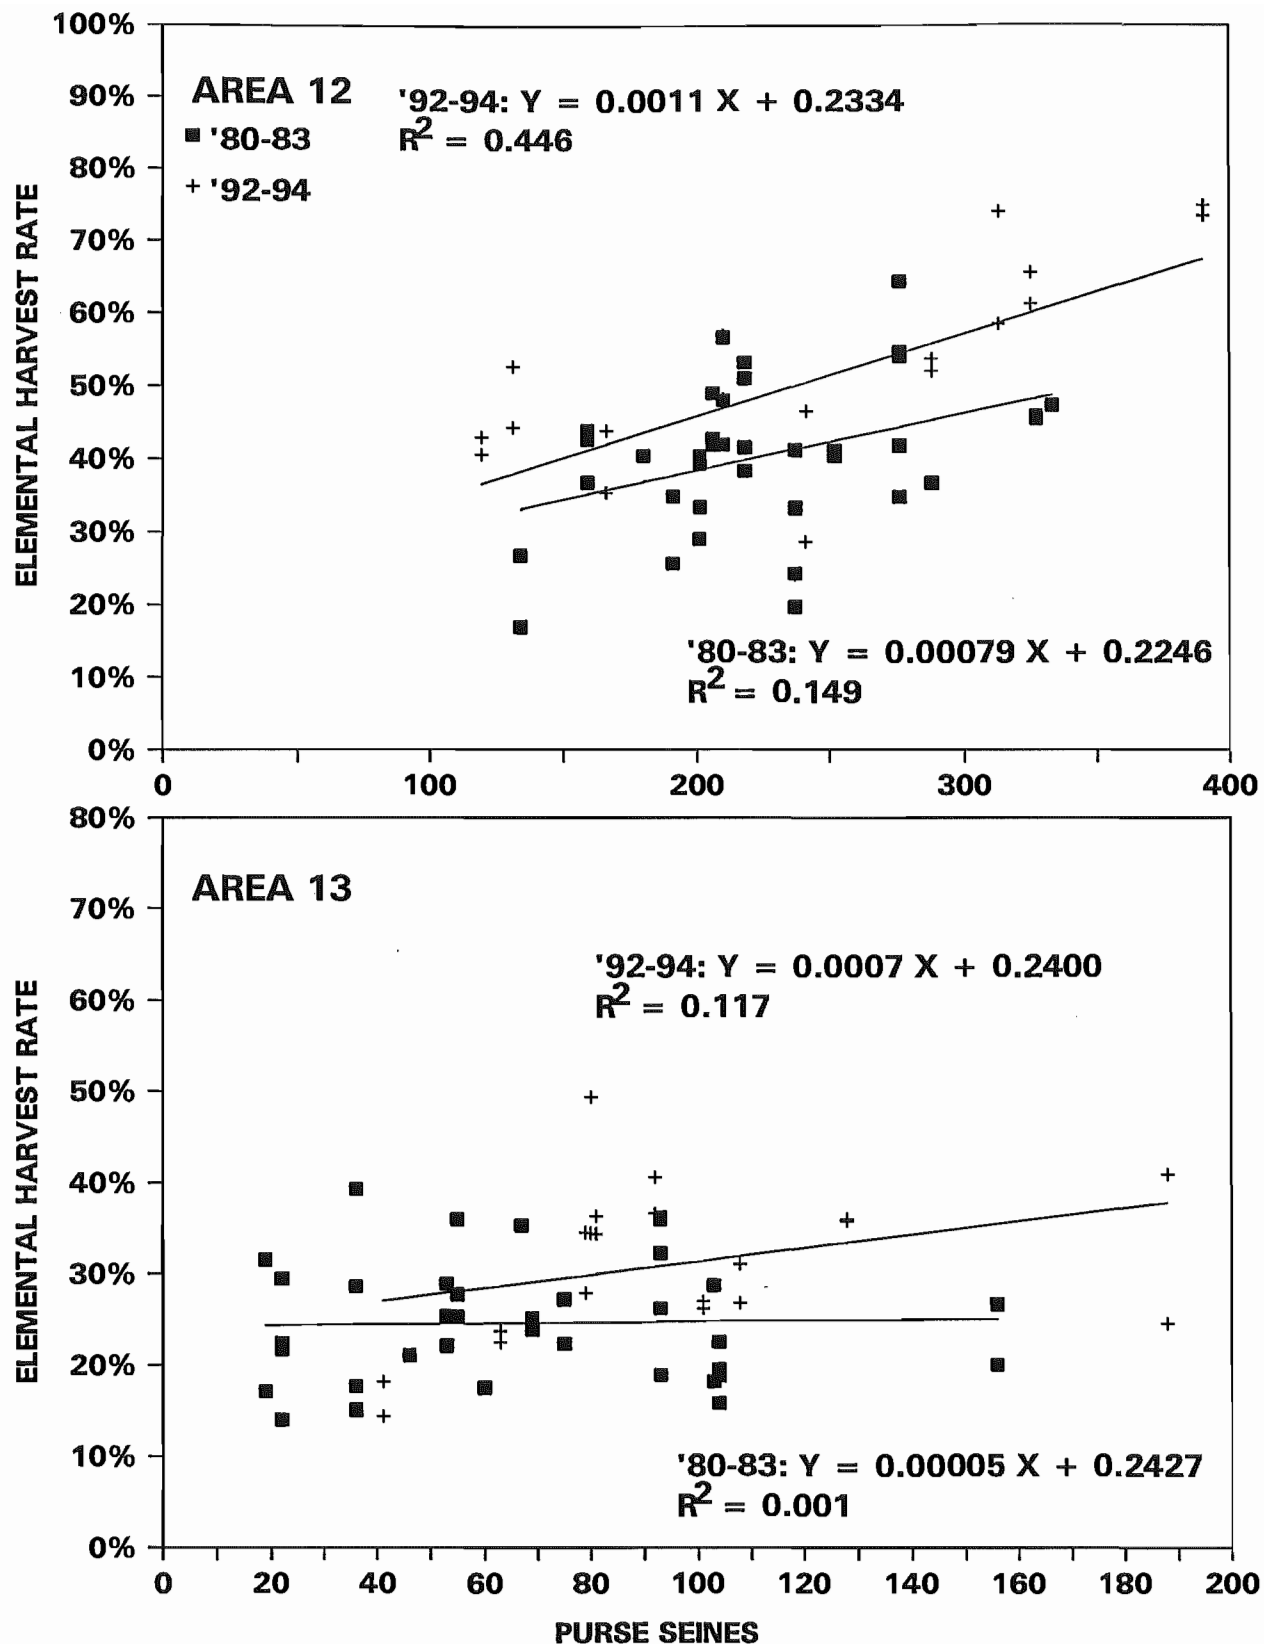 100%
90%
80%
70%
60%
50%
40%
30%
20%
10%
0%
ELEMENTAL HARVEST RATE
AREA 12
■ '80-83
+ '92-94
'92-94: Y = 0.0011 X + 0.2334
R² = 0.446
'80-83: Y = 0.00079 X + 0.2246
R² = 0.149
0 100 200 300 400
80%
70%
60%
50%
40%
30%
20%
10%
0%
ELEMENTAL HARVEST RATE
AREA 13
'92-94: Y = 0.0007 X + 0.2400
R² = 0.117
'80-83: Y = 0.00005 X + 0.2427
R² = 0.001
0 20 40 60 80 100 120 140 160 180 200
PURSE SEINES